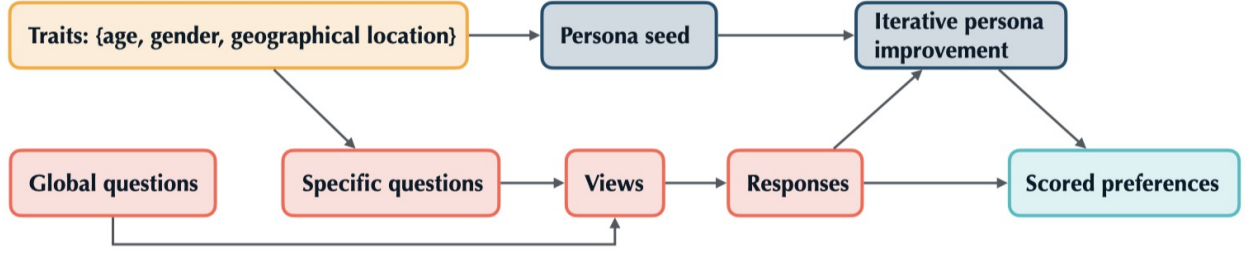 Traits: {age, gender, geographical location}
Persona seed
Iterative persona
improvement
Global questions
Specific questions
Views
Responses
Scored preferences